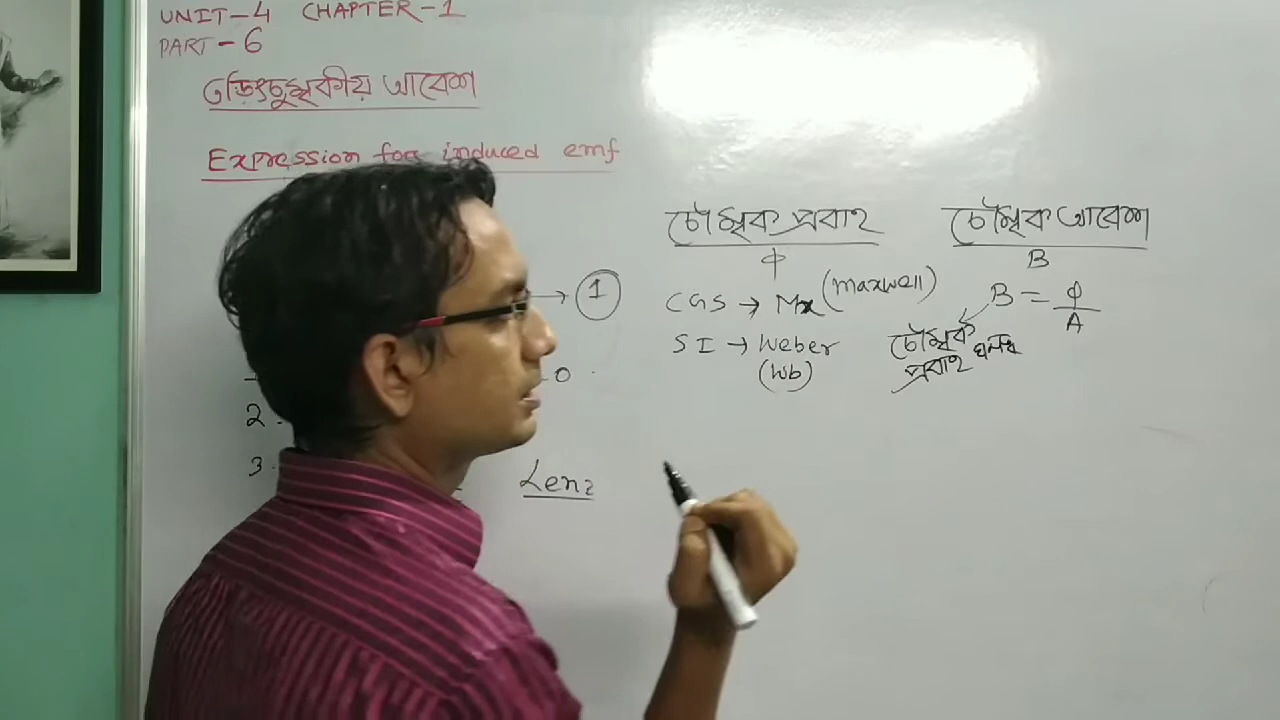 UNIT-4 CHAPTER-1
PART-6
তড়িৎচুম্বকীয় আবেশ
Expression for induced emf
→ 1
0
2.
3.
Lenz
চৌম্বক প্রবাহ
φ
CGS → Mx (Maxwell)
SI → Weber
(Wb)
চৌম্বক আবেশ
B
B = φ
A
চৌম্বক
প্রবাহ ঘনত্ব